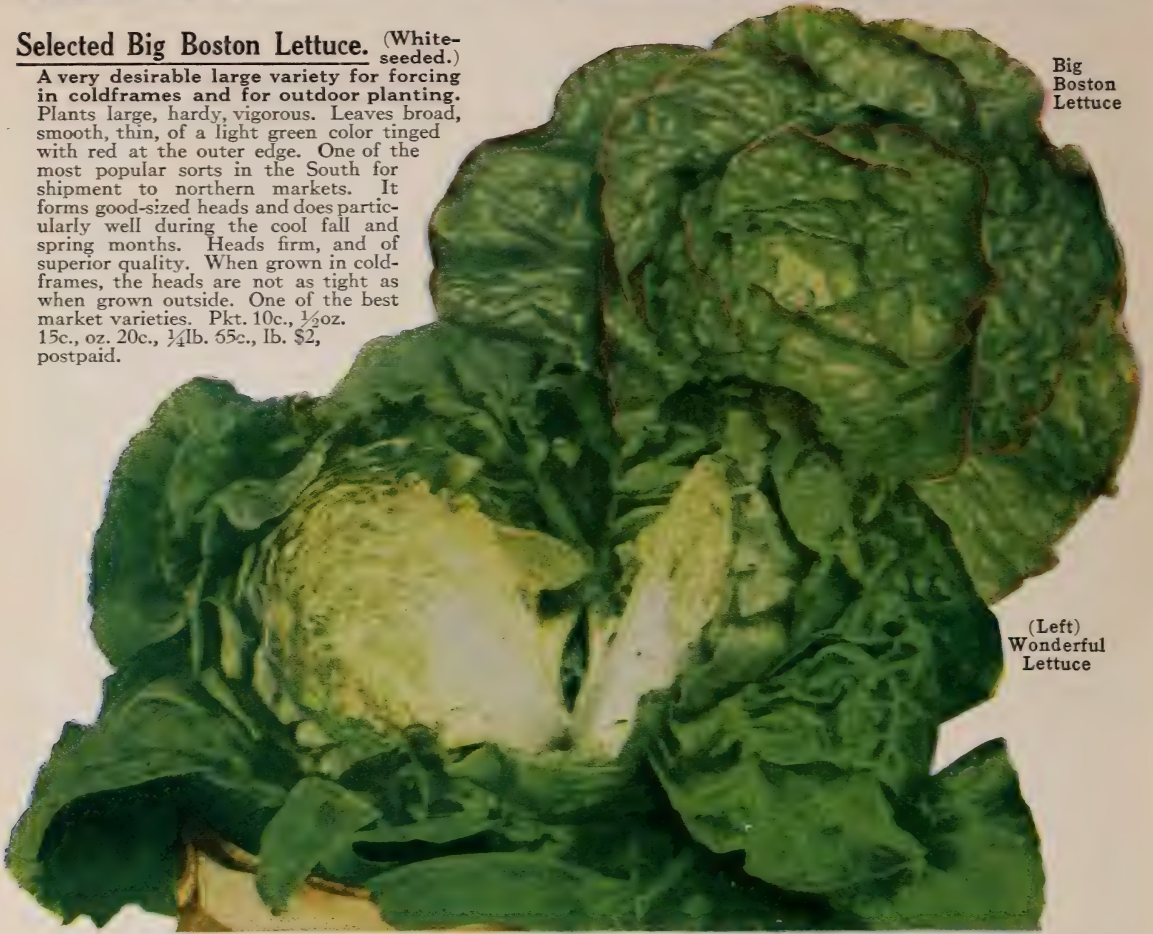 Selected Big Boston Lettuce. (White-
seeded.)
A very desirable large variety for forcing
in coldframes and for outdoor planting.
Plants large, hardy, vigorous. Leaves broad,
smooth, thin, of a light green color tinged
with red at the outer edge. One of the
most popular sorts in the South for
shipment to northern markets. It
forms good-sized heads and does partic-
ularly well during the cool fall and
spring months. Heads firm, and of
superior quality. When grown in cold-
frames, the heads are not as tight as
when grown outside. One of the best
market varieties. Pkt. 10c., ½oz.
15c., oz. 20c., ¼lb. 65c., lb. $2,
postpaid.
Big
Boston
Lettuce
(Left)
Wonderful
Lettuce